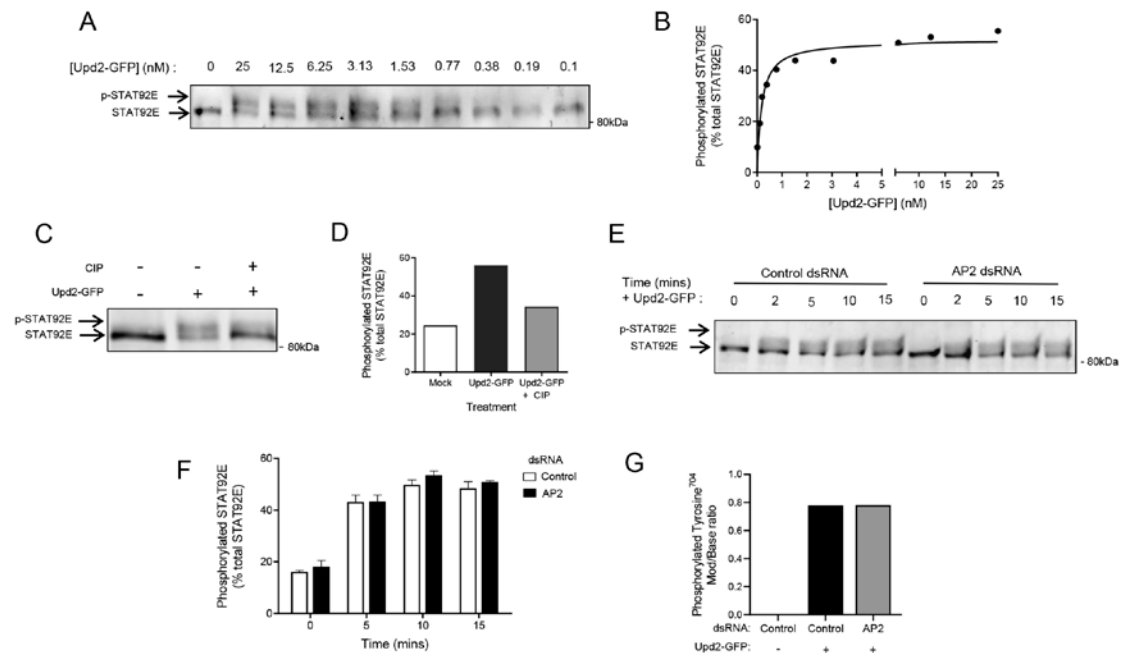 A
[Upd2-GFP] (nM) : 0 25 12.5 6.25 3.13 1.53 0.77 0.38 0.19 0.1
p-STAT92E
STAT92E
- 80kDa
B
Phosphorylated STAT92E
(% total STAT92E)
60
40
20
0
0 1 2 3 4 5 10 15 20 25
[Upd2-GFP] (nM)
C
CIP - - +
Upd2-GFP - + +
p-STAT92E
STAT92E
- 80kDa
D
Phosphorylated STAT92E
(% total STAT92E)
60
40
20
0
Mock Upd2-GFP Upd2-GFP
+ CIP
Treatment
E
Time (mins) Control dsRNA AP2 dsRNA
+ Upd2-GFP : 0 2 5 10 15 0 2 5 10 15
p-STAT92E
STAT92E
- 80kDa
F
Phosphorylated STAT92E
(% total STAT92E)
60
40
20
0
0 5 10 15
Time (mins)
dsRNA
Control
AP2
G
Phosphorylated Tyrosine⁷⁰⁴
Mod/Base ratio
0.8
0.6
0.4
0.2
0.0
1.0
dsRNA: Control Control AP2
Upd2-GFP: - + +